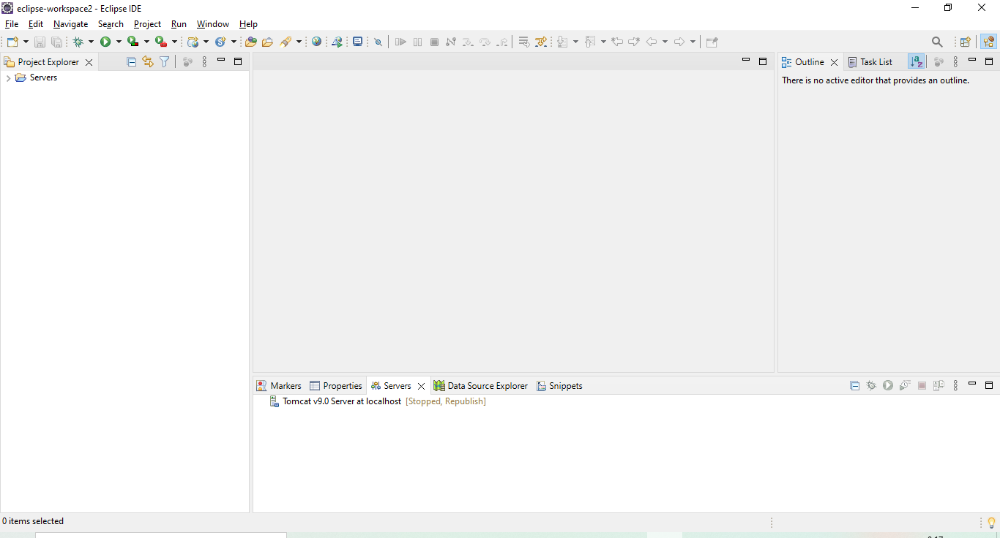 eclipse-workspace2 - Eclipse IDE
File Edit Navigate Search Project Run Window Help
Project Explorer
Servers
Outline Task List
There is no active editor that provides an outline.
Markers Properties Servers Data Source Explorer Snippets
Tomcat v9.0 Server at localhost [Stopped, Republish]
0 items selected